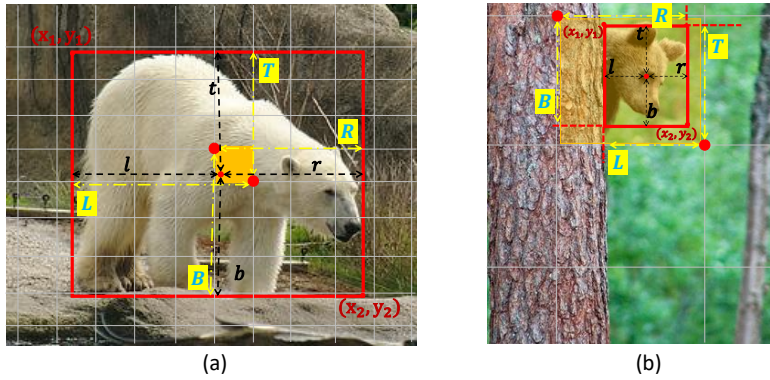 (x₁, y₁)
T
t
R
l
r
L
B
b
(x₂, y₂)
(a)
R
(x₁, y₁)
t
T
l
r
B
b
(x₂, y₂)
L
(b)